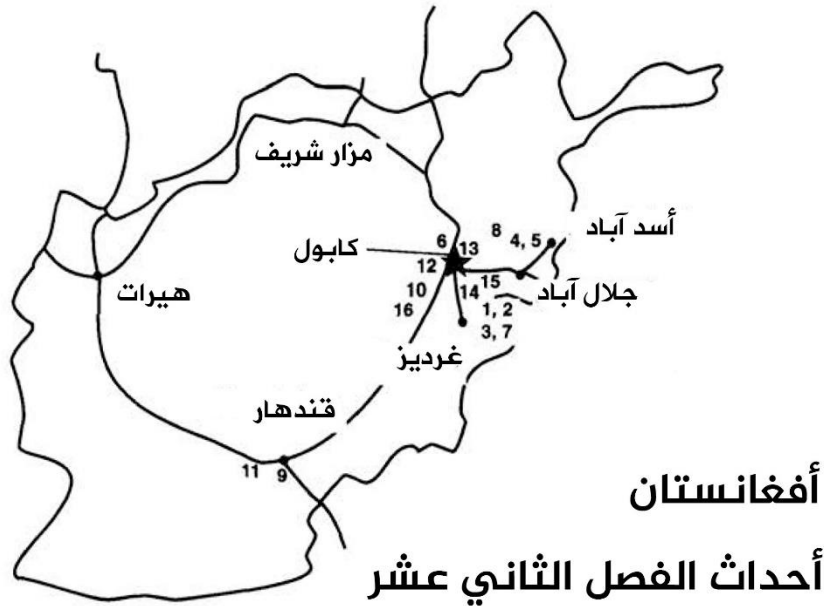 مزار شريف
أسد آباد
8
4, 5
6
13
كابول
12
15
جلال آباد
هيرات
10
14
1, 2
16
3, 7
غرديز
قندهار
11
9
أفغانستان
أحداث الفصل الثاني عشر